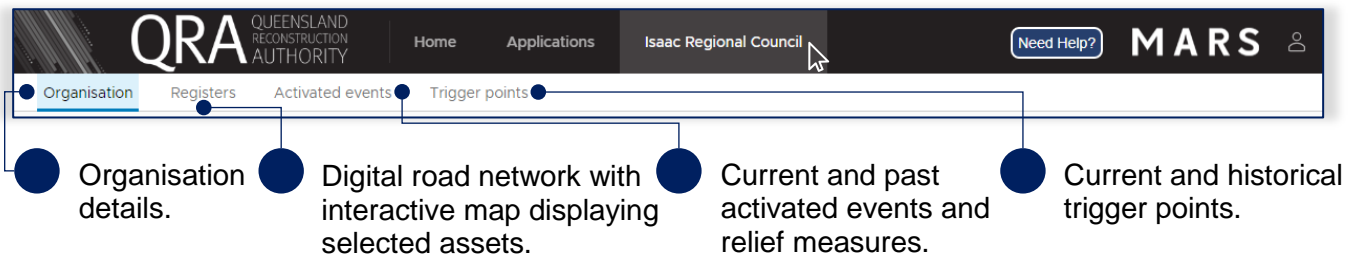 QRA QUEENSLAND RECONSTRUCTION AUTHORITY Home Applications Isaac Regional Council Need Help? MARS
Organisation Registers Activated events Trigger points
Organisation
details.
Digital road network with
interactive map displaying
selected assets.
Current and past
activated events and
relief measures.
Current and historical
trigger points.